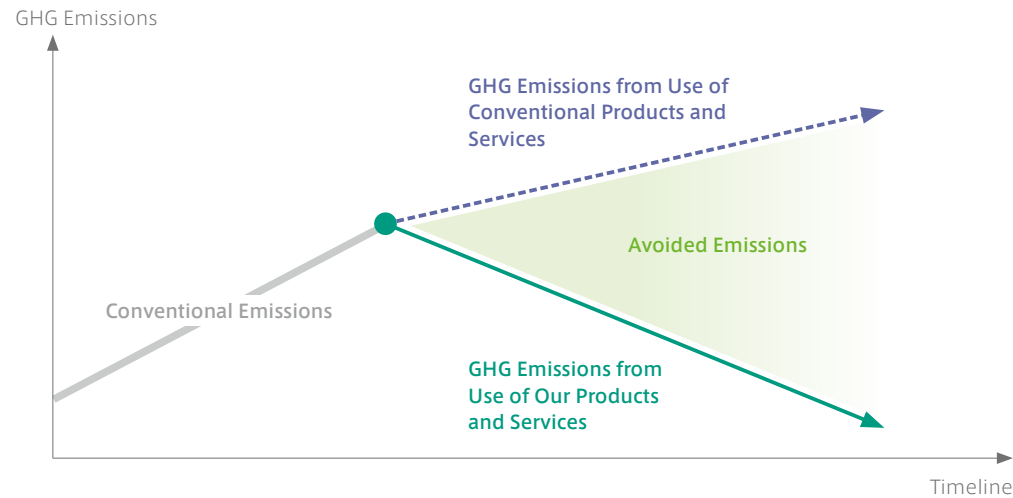 GHG Emissions
GHG Emissions from Use of
Conventional Products and
Services
Avoided Emissions
Conventional Emissions
GHG Emissions from
Use of Our Products
and Services
Timeline